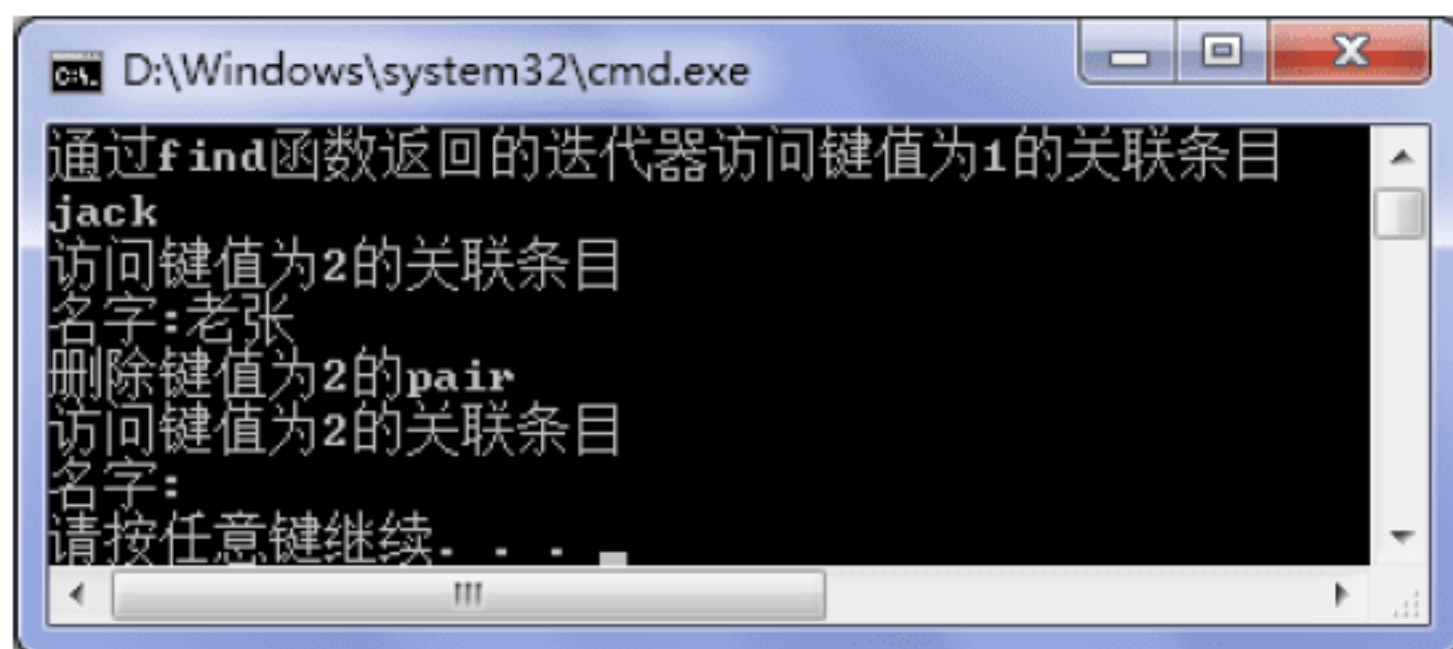 D:\Windows\system32\cmd.exe
通过find函数返回的迭代器访问键值为1的关联条目
jack
访问键值为2的关联条目
名字:老张
删除键值为2的pair
访问键值为2的关联条目
名字:
请按任意键继续. . .